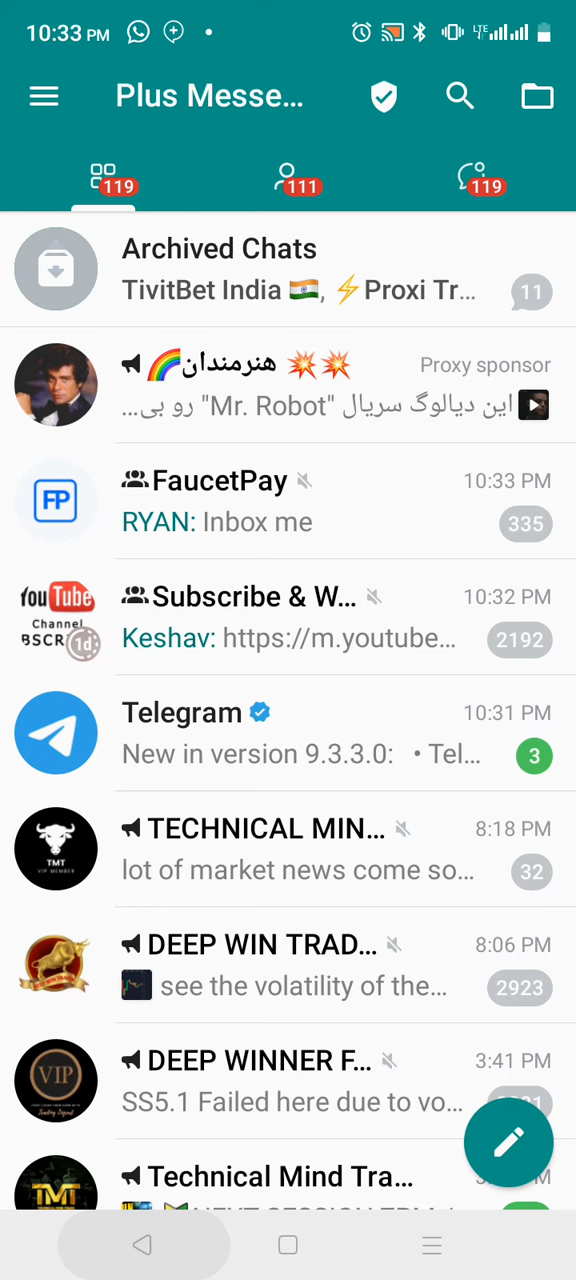 10:33 PM
Plus Messe...
119
111
119
Archived Chats
TivitBet India 🇮🇳, ⚡Proxi Tr...
11
🌈هنرمندان 💥💥
Proxy sponsor
این دیالوگ سریال "Mr. Robot" رو بی...
FP
FaucetPay
10:33 PM
RYAN: Inbox me
335
YouTube
Channel
1d
Subscribe & W...
10:32 PM
Keshav: https://m.youtube...
2192
Telegram
10:31 PM
New in version 9.3.3.0: • Tel...
3
TMT
VIP MEMBER
TECHNICAL MIN...
8:18 PM
lot of market news come so...
32
DEEP WIN TRAD...
8:06 PM
see the volatility of the...
2923
VIP
DEEP WINNER F...
3:41 PM
SS5.1 Failed here due to vo...
TMT
Technical Mind Tra...